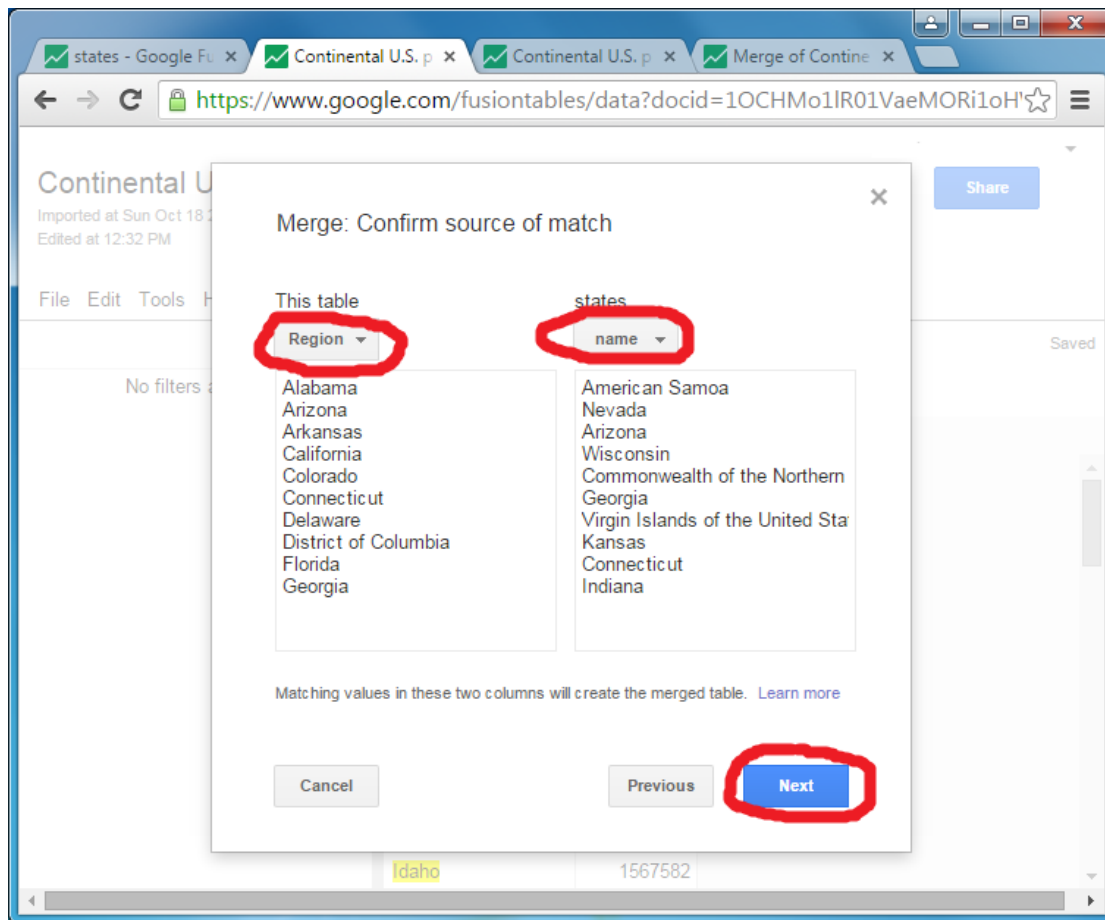 states - Google Fu
Continental U.S. p
Continental U.S. p
Merge of Contine
https://www.google.com/fusiontables/data?docid=1OCHMo1lR01VaeMORi1oH
Continental U
Imported at Sun Oct 18 2
Edited at 12:32 PM
Share
File Edit Tools H
Saved
No filters a
Merge: Confirm source of match
This table
states
Region
name
Alabama
Arizona
Arkansas
California
Colorado
Connecticut
Delaware
District of Columbia
Florida
Georgia
American Samoa
Nevada
Arizona
Wisconsin
Commonwealth of the Northern
Georgia
Virgin Islands of the United Sta
Kansas
Connecticut
Indiana
Matching values in these two columns will create the merged table. Learn more
Cancel
Previous
Next
Idaho 1567582